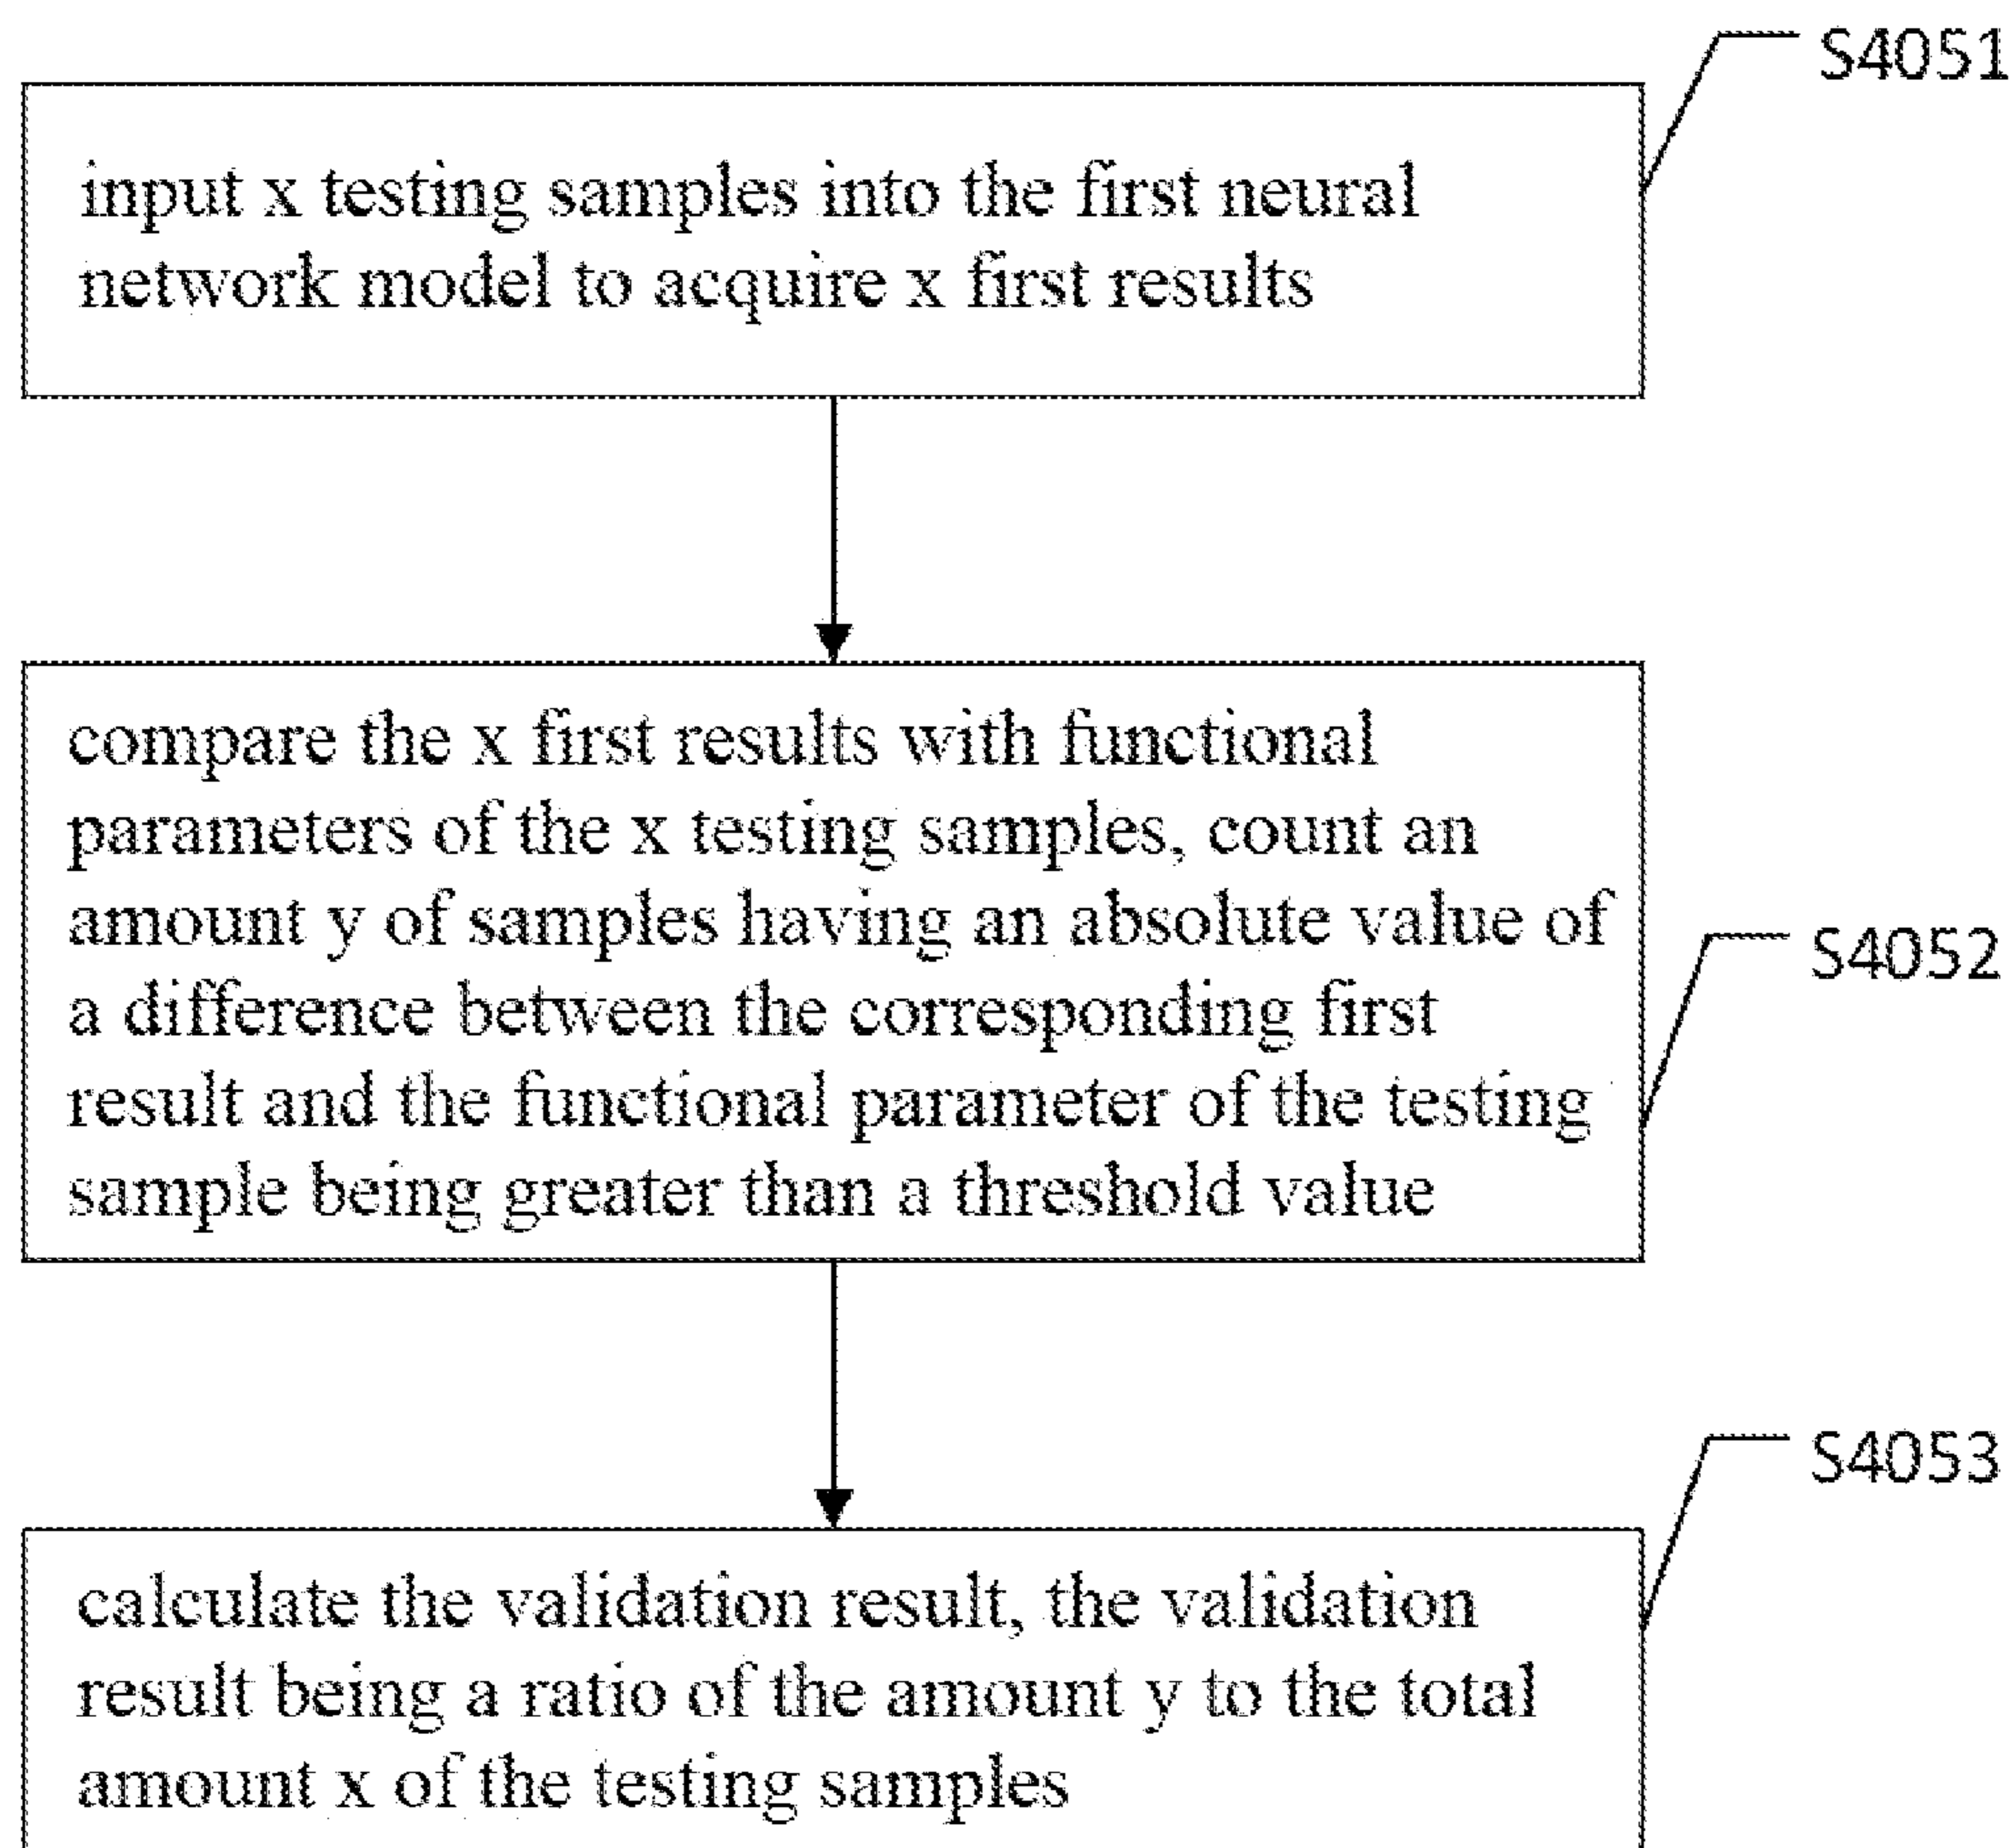 S4051
input x testing samples into the first neural
network model to acquire x first results
compare the x first results with functional
parameters of the x testing samples, count an
amount y of samples having an absolute value of
a difference between the corresponding first
result and the functional parameter of the testing
sample being greater than a threshold value
S4052
S4053
calculate the validation result, the validation
result being a ratio of the amount y to the total
amount x of the testing samples